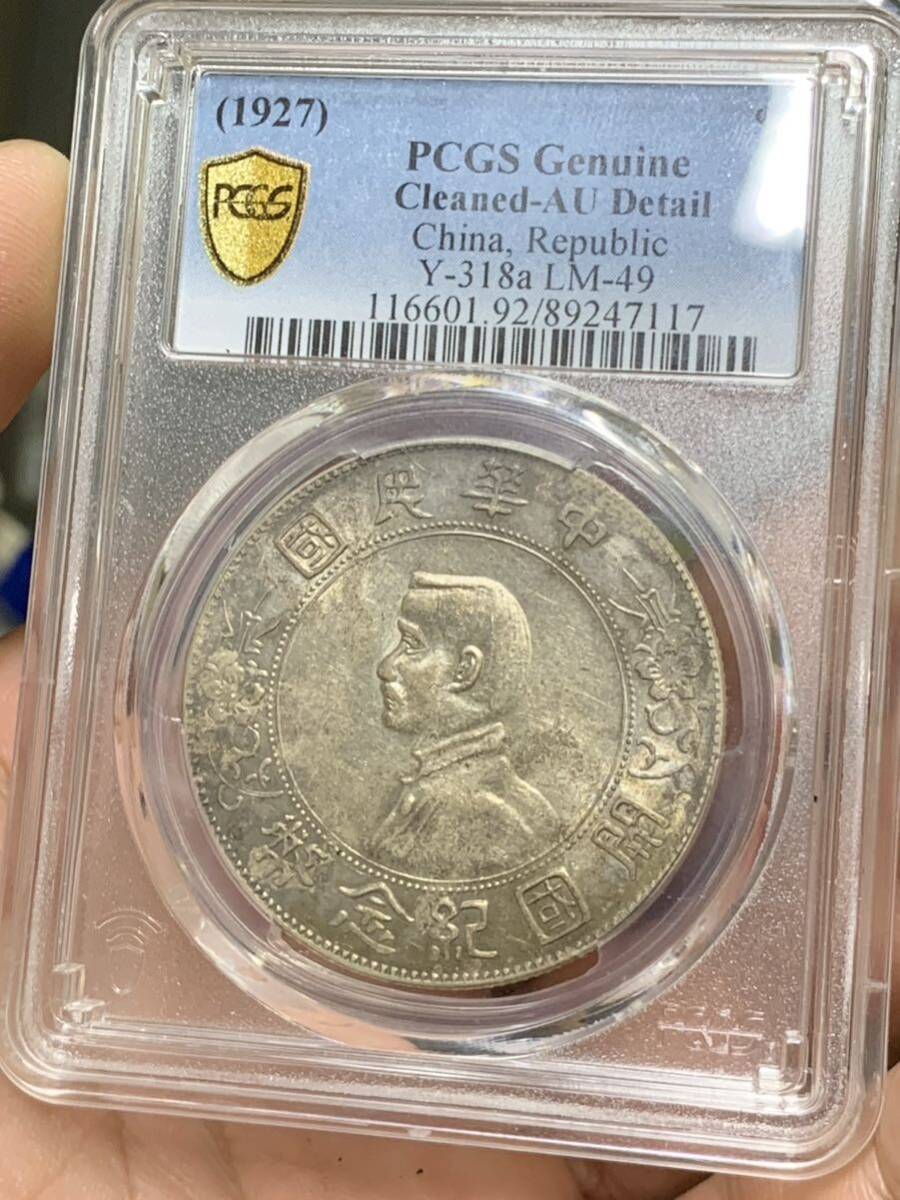 (1927)
PCGS Genuine
Cleaned-AU Detail
China, Republic
Y-318a LM-49
116601.92/89247117
PCGS
中華民國
開國紀念幣